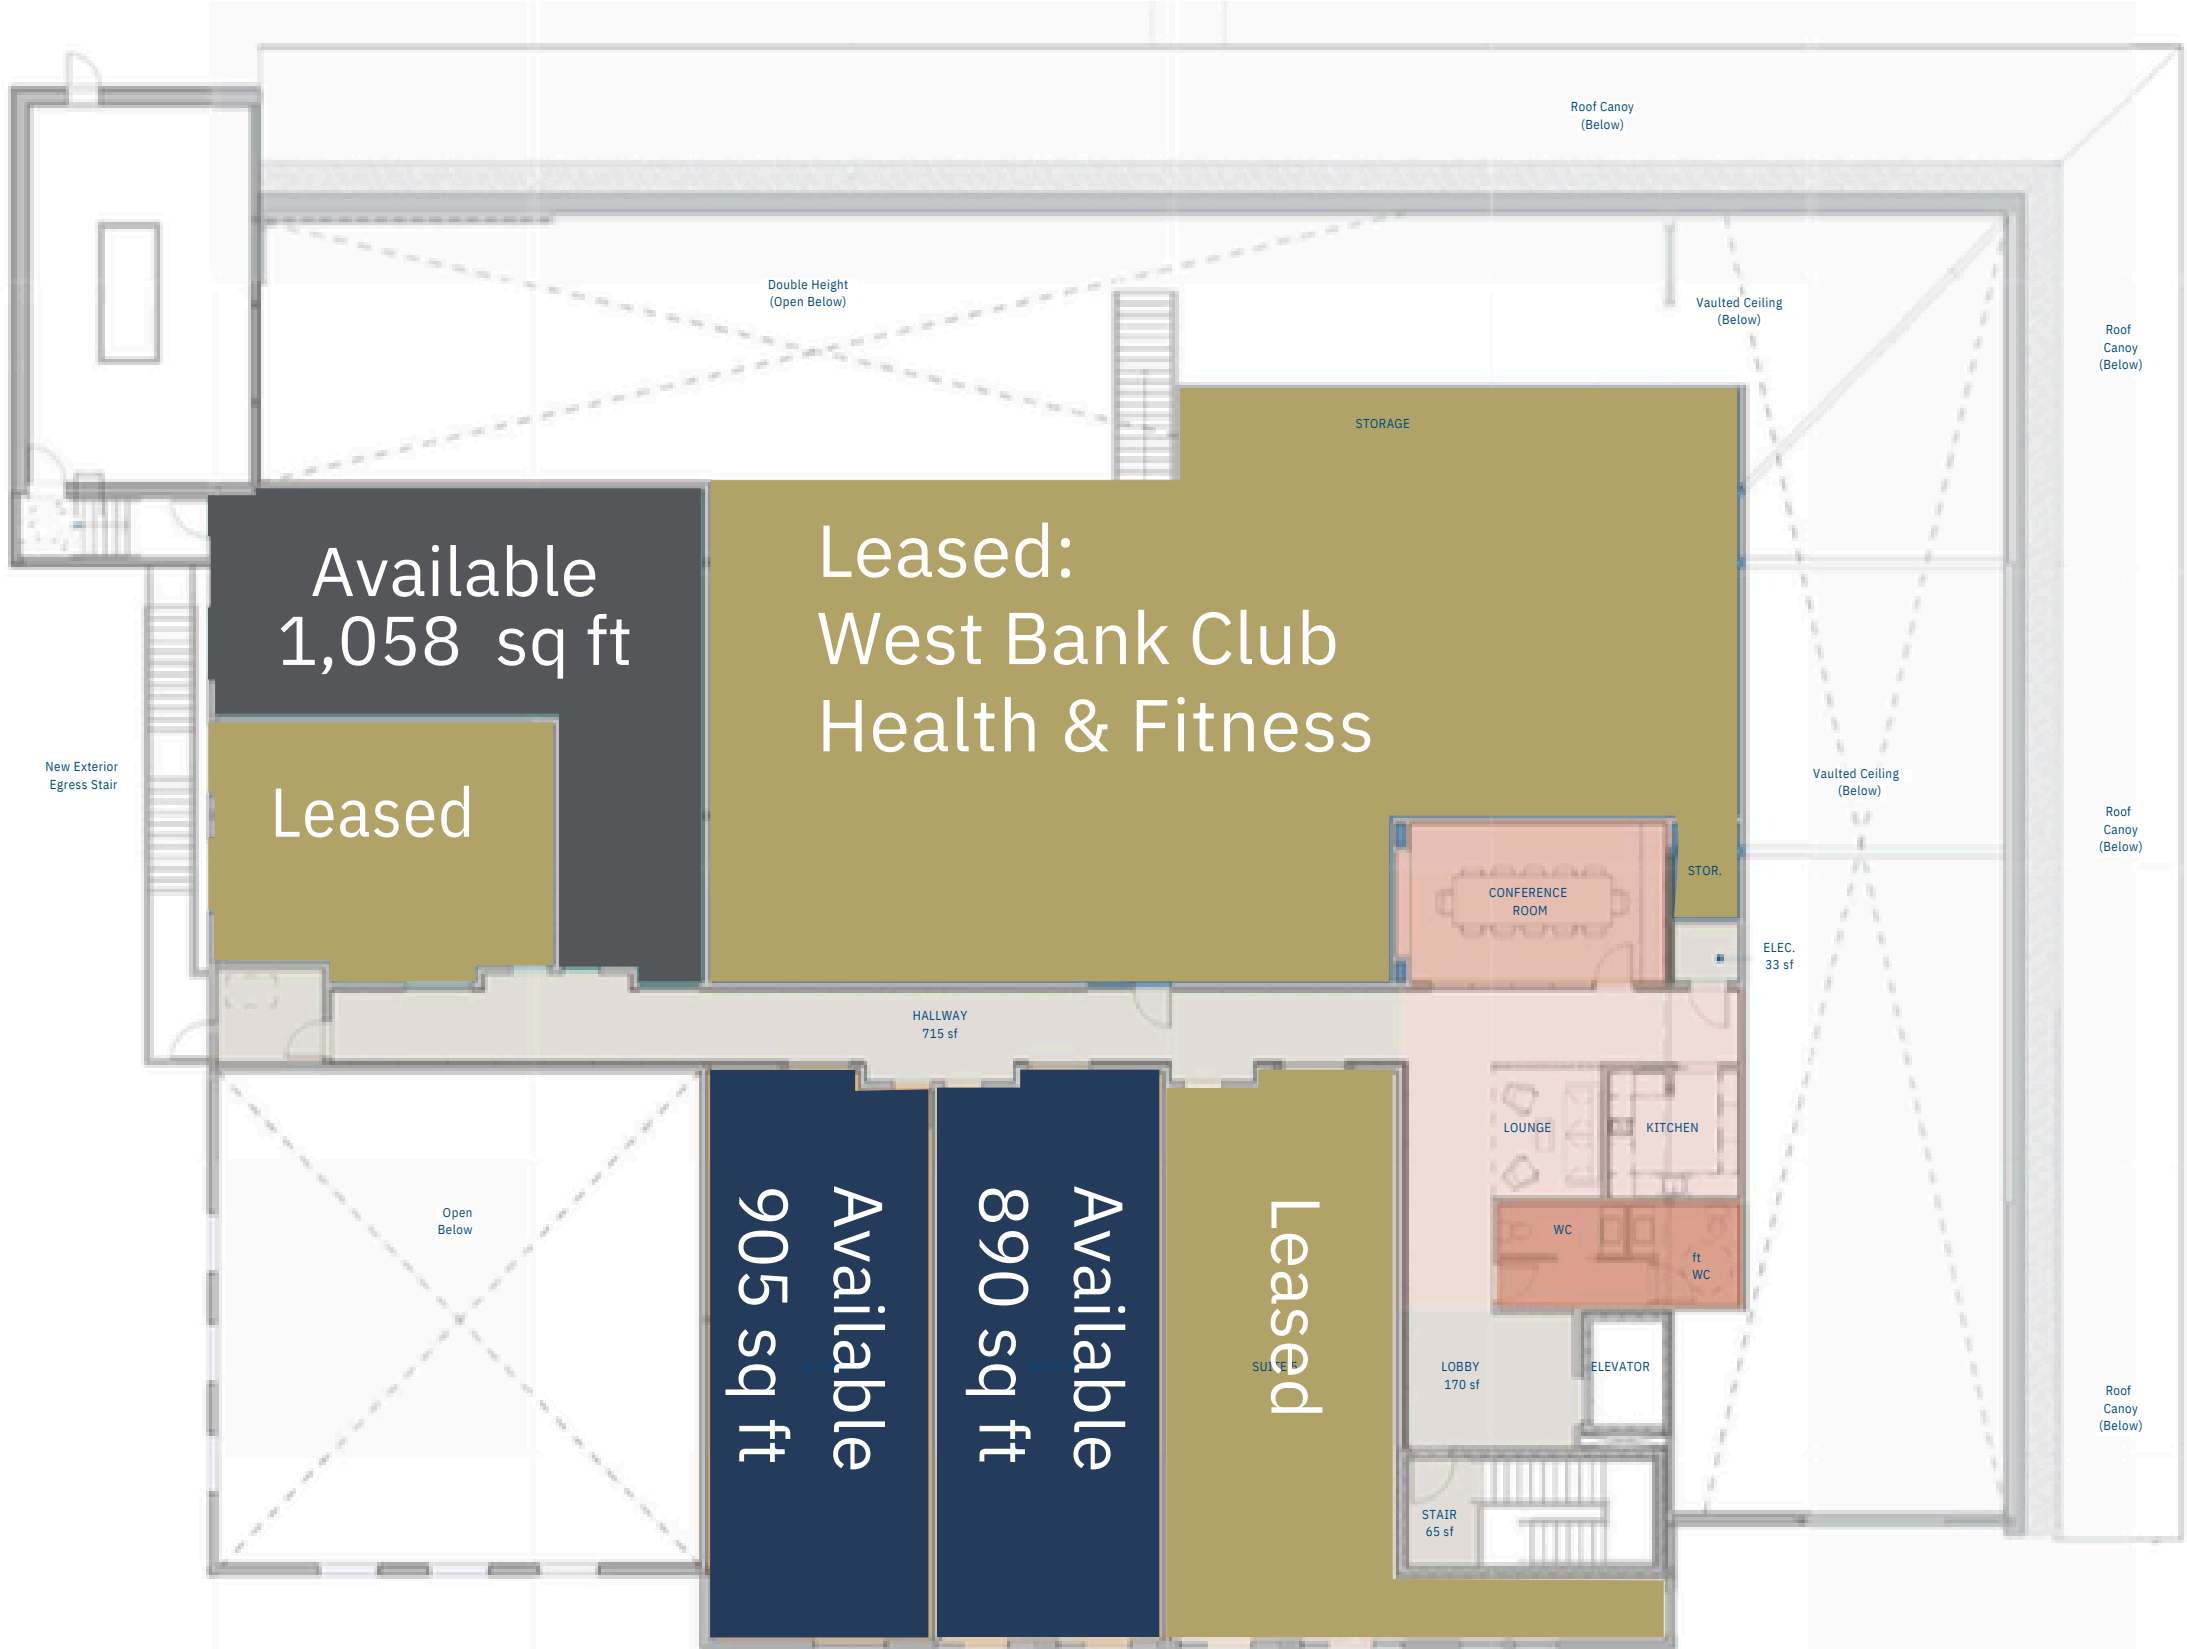 Roof Canoy
(Below)
Double Height
(Open Below)
Vaulted Ceiling
(Below)
Roof
Canoy
(Below)
STORAGE
Available
1,058 sq ft
Leased:
West Bank Club
Health & Fitness
New Exterior
Egress Stair
Leased
Vaulted Ceiling
(Below)
Roof
Canoy
(Below)
STOR.
CONFERENCE
ROOM
ELEC.
33 sf
HALLWAY
715 sf
LOUNGE
KITCHEN
Open
Below
Available
905 sq ft
Available
890 sq ft
Leased
SUITE 5
WC
ft
WC
LOBBY
170 sf
ELEVATOR
Roof
Canoy
(Below)
STAIR
65 sf